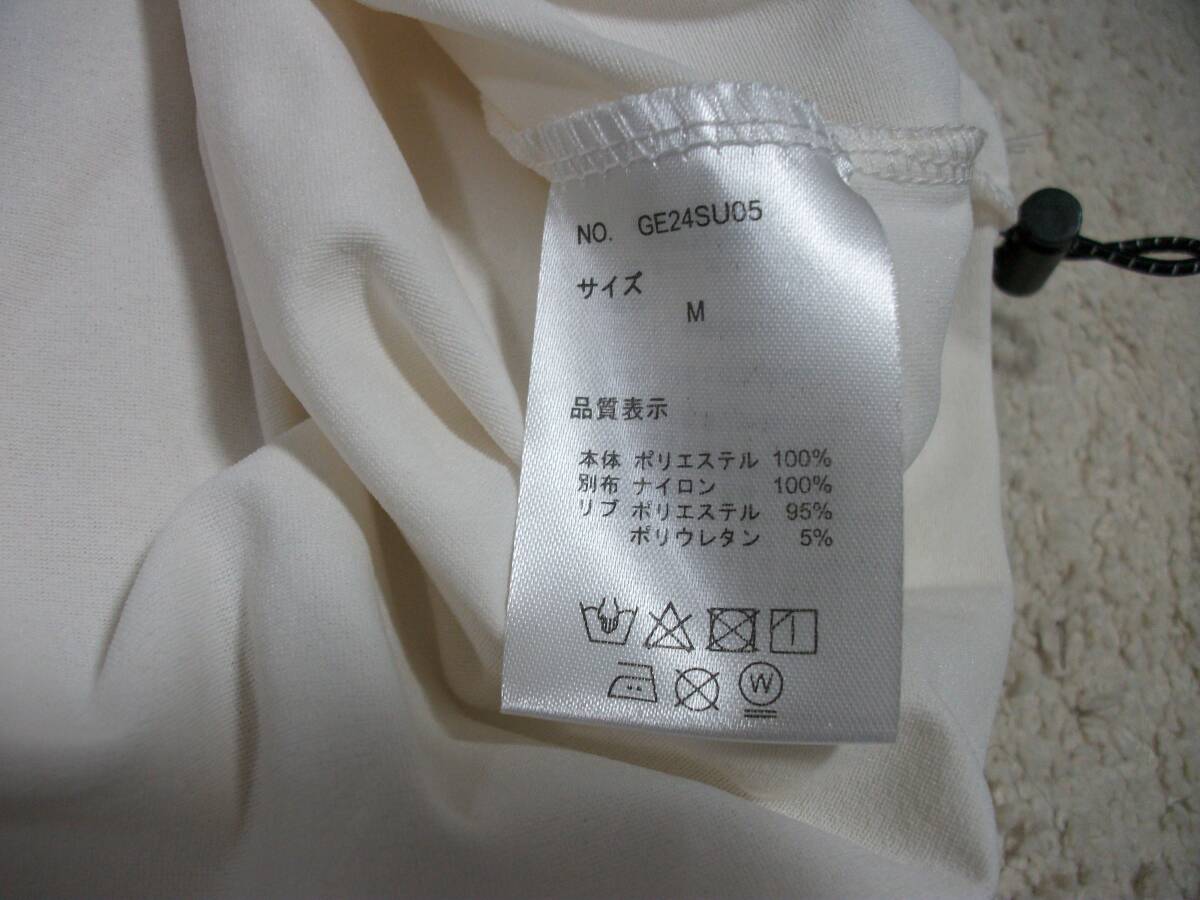 NO. GE24SU05
サイズ
M
品質表示
本体 ポリエステル 100%
別布 ナイロン 100%
リブ ポリエステル 95%
ポリウレタン 5%
W